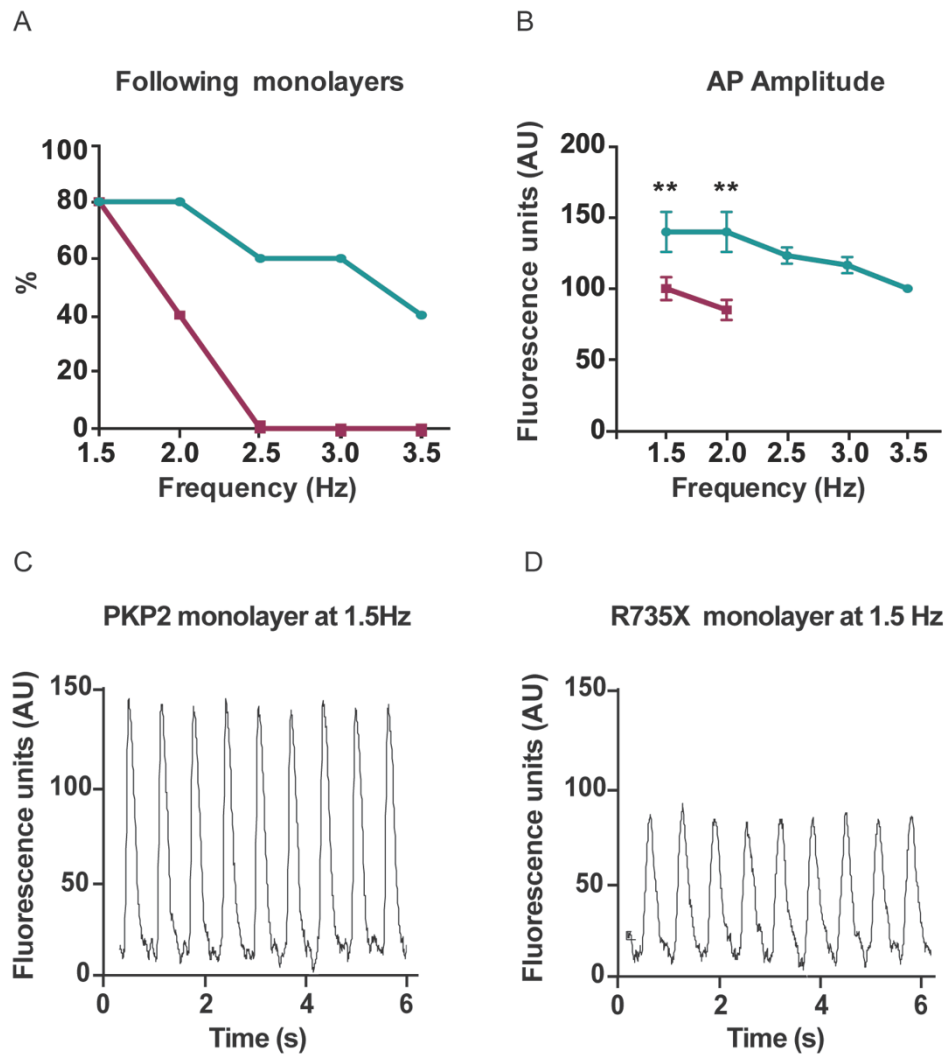 A
Following monolayers
100
80
60
40
20
0
%
1.5 2.0 2.5 3.0 3.5
Frequency (Hz)
B
AP Amplitude
200
150
100
50
0
Fluorescence units (AU)
** **
1.5 2.0 2.5 3.0 3.5
Frequency (Hz)
C
PKP2 monolayer at 1.5Hz
150
100
50
0
Fluorescence units (AU)
0 2 4 6
Time (s)
D
R735X monolayer at 1.5 Hz
150
100
50
0
Fluorescence units (AU)
0 2 4 6
Time (s)